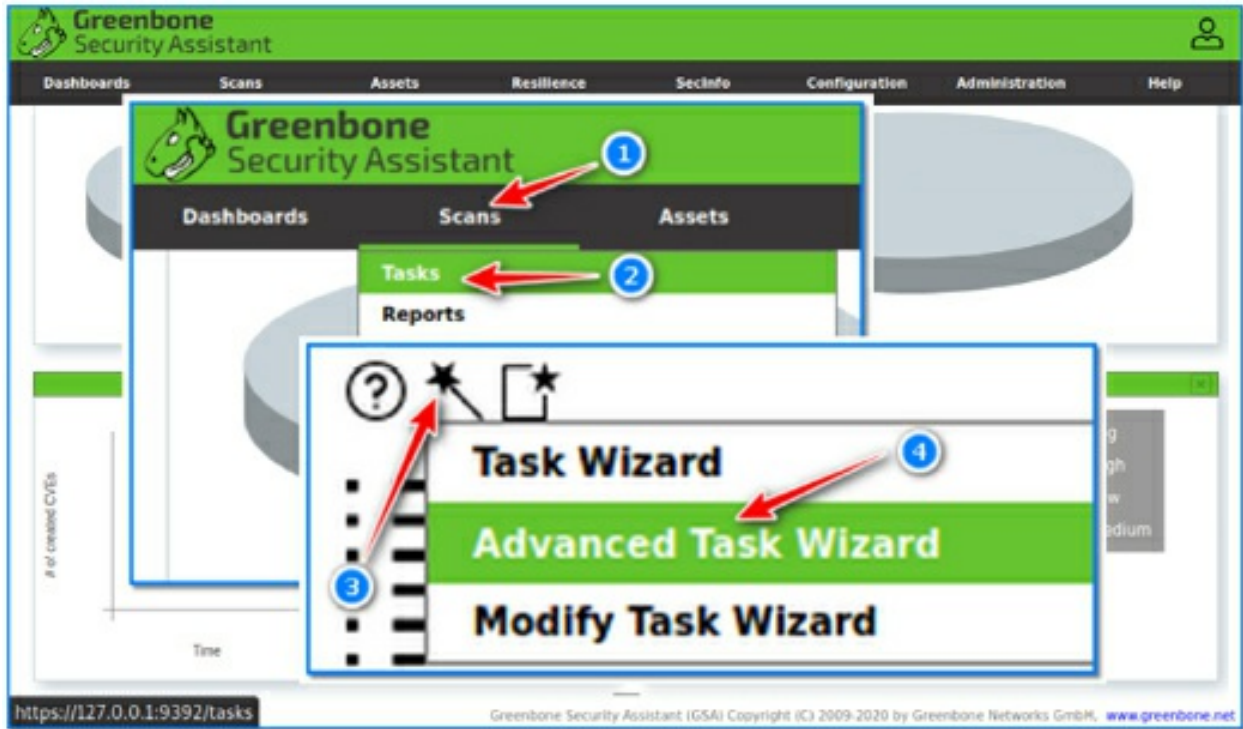 Greenbone
Security Assistant
Dashboards Scans Assets Resilience SecInfo Configuration Administration Help
Greenbone
Security Assistant
1
Dashboards Scans Assets
Tasks
2
Reports
?
Task Wizard
4
Advanced Task Wizard
3
Modify Task Wizard
# of created CVEs
Time
https://127.0.0.1:9392/tasks
Greenbone Security Assistant (GSA) Copyright (C) 2009-2020 by Greenbone Networks GmbH, www.greenbone.net